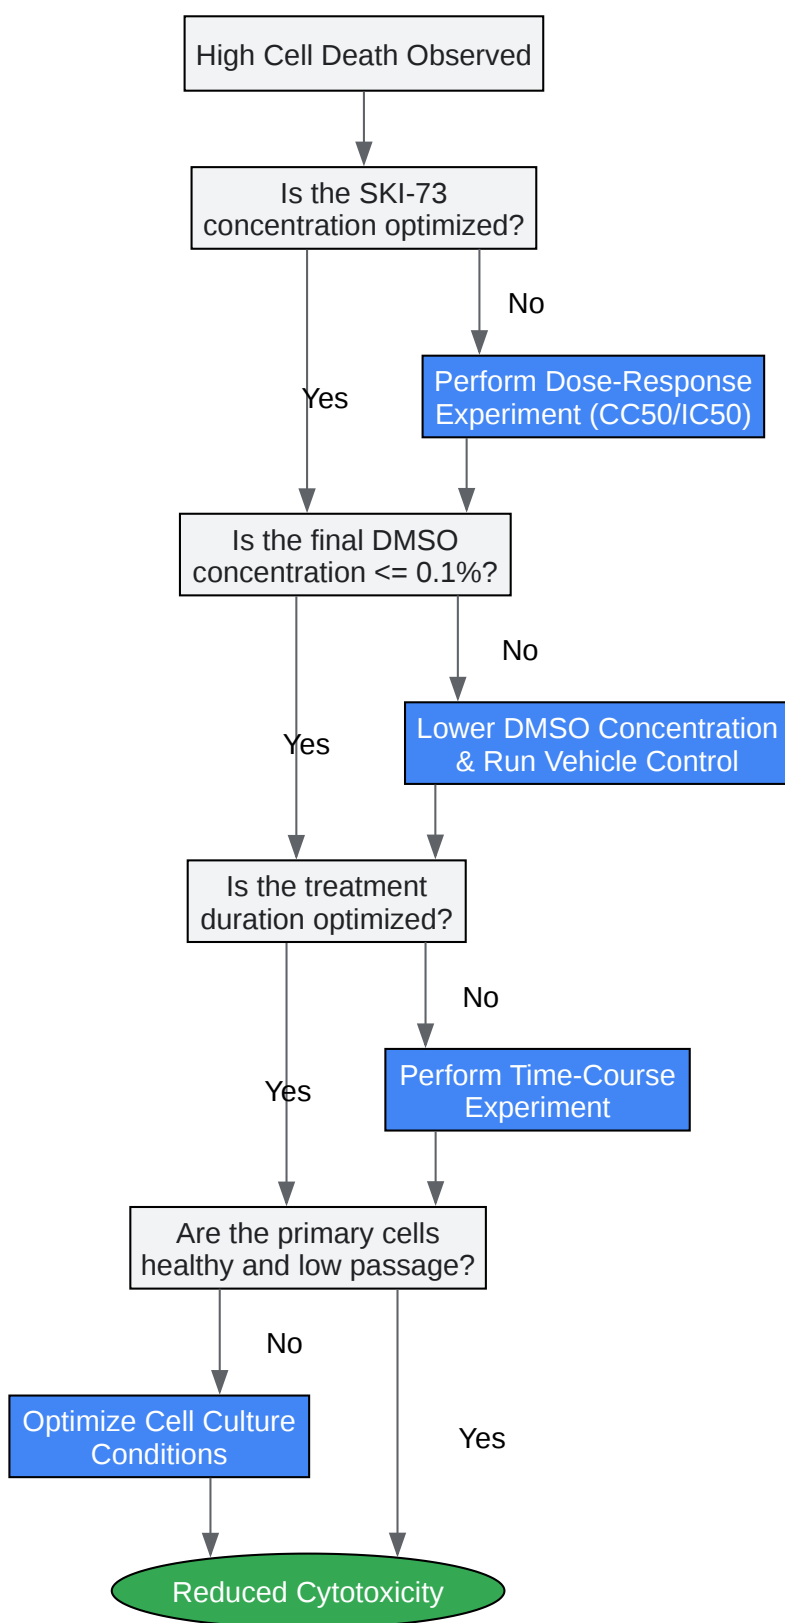 High Cell Death Observed
Is the SKI-73
concentration optimized?
No
Perform Dose-Response
Experiment (CC50/IC50)
Yes
Is the final DMSO
concentration <= 0.1%?
No
Lower DMSO Concentration
& Run Vehicle Control
Yes
Is the treatment
duration optimized?
No
Perform Time-Course
Experiment
Yes
Are the primary cells
healthy and low passage?
No
Optimize Cell Culture
Conditions
Yes
Reduced Cytotoxicity